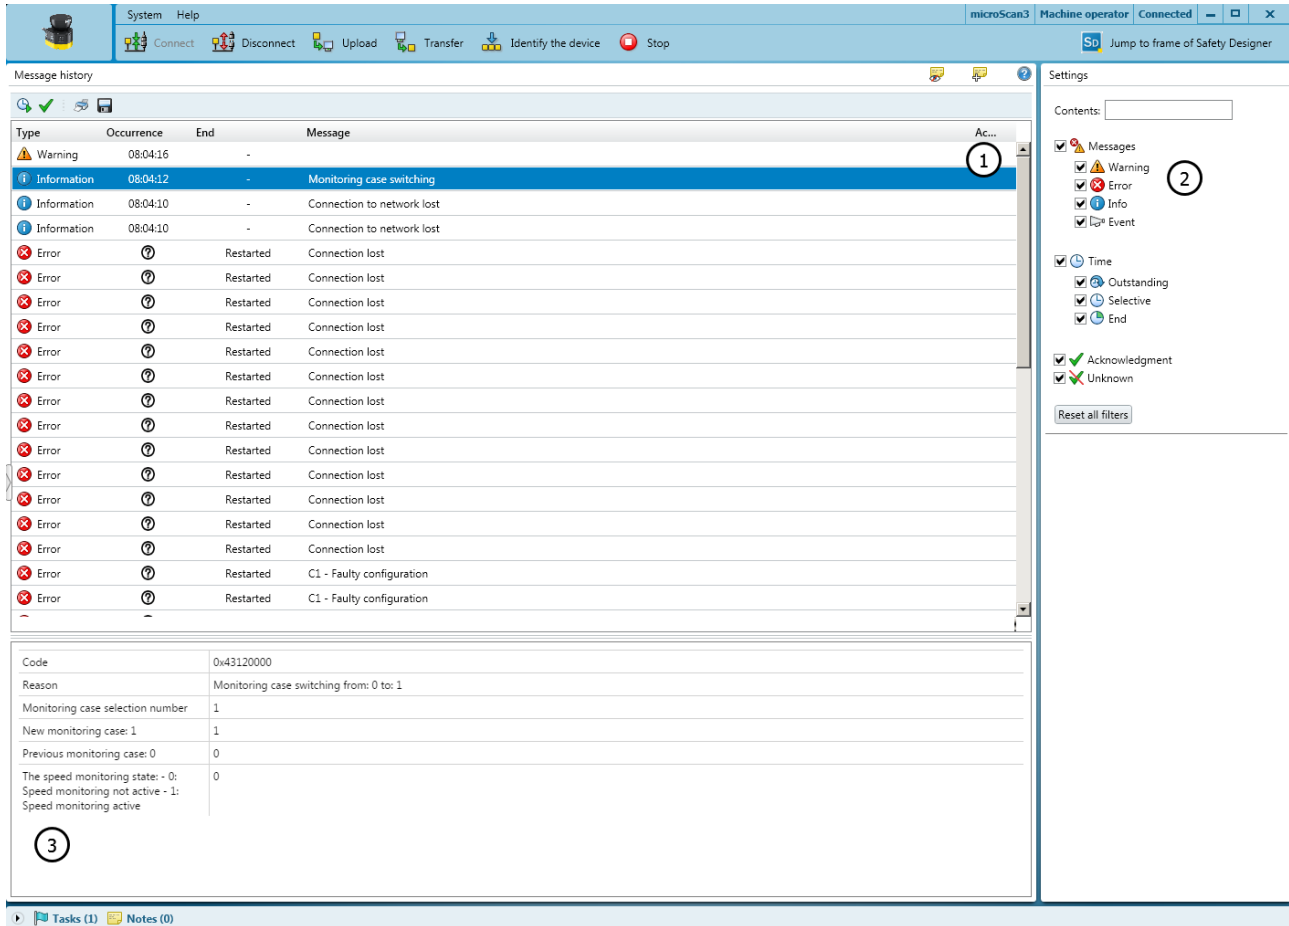 System Help
microScan3 Machine operator Connected
Connect Disconnect Upload Transfer Identify the device Stop
SD Jump to frame of Safety Designer
Message history
Settings
Contents:
Type Occurrence End Message Ac...
Warning 08:04:16 -
Information 08:04:12 - Monitoring case switching
Information 08:04:10 - Connection to network lost
Information 08:04:10 - Connection to network lost
Error ? Restarted Connection lost
Error ? Restarted Connection lost
Error ? Restarted Connection lost
Error ? Restarted Connection lost
Error ? Restarted Connection lost
Error ? Restarted Connection lost
Error ? Restarted Connection lost
Error ? Restarted Connection lost
Error ? Restarted Connection lost
Error ? Restarted Connection lost
Error ? Restarted Connection lost
Error ? Restarted Connection lost
Error ? Restarted Connection lost
Error ? Restarted C1 - Faulty configuration
Error ? Restarted C1 - Faulty configuration
1
Messages
Warning
Error
Info
Event
2
Time
Outstanding
Selective
End
Acknowledgment
Unknown
Reset all filters
Code 0x43120000
Reason Monitoring case switching from: 0 to: 1
Monitoring case selection number 1
New monitoring case: 1 1
Previous monitoring case: 0 0
The speed monitoring state: - 0: 0
Speed monitoring not active - 1:
Speed monitoring active
3
Tasks (1) Notes (0)